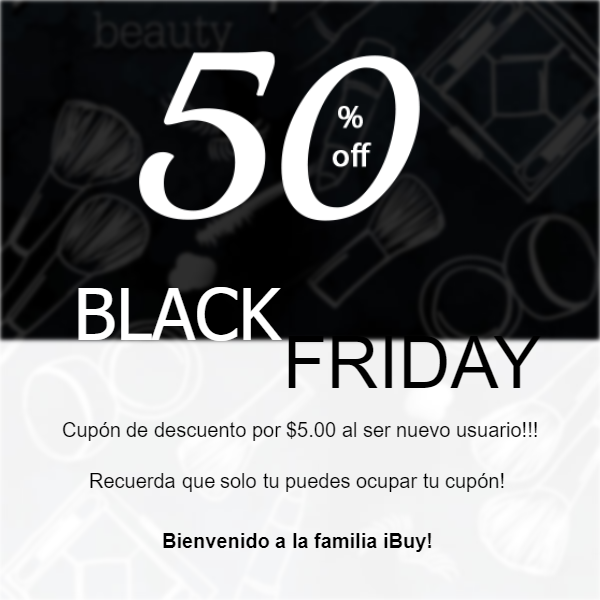 beauty
50
%
off
BLACK
FRIDAY
Cupón de descuento por $5.00 al ser nuevo usuario!!!
Recuerda que solo tu puedes ocupar tu cupón!
Bienvenido a la familia iBuy!